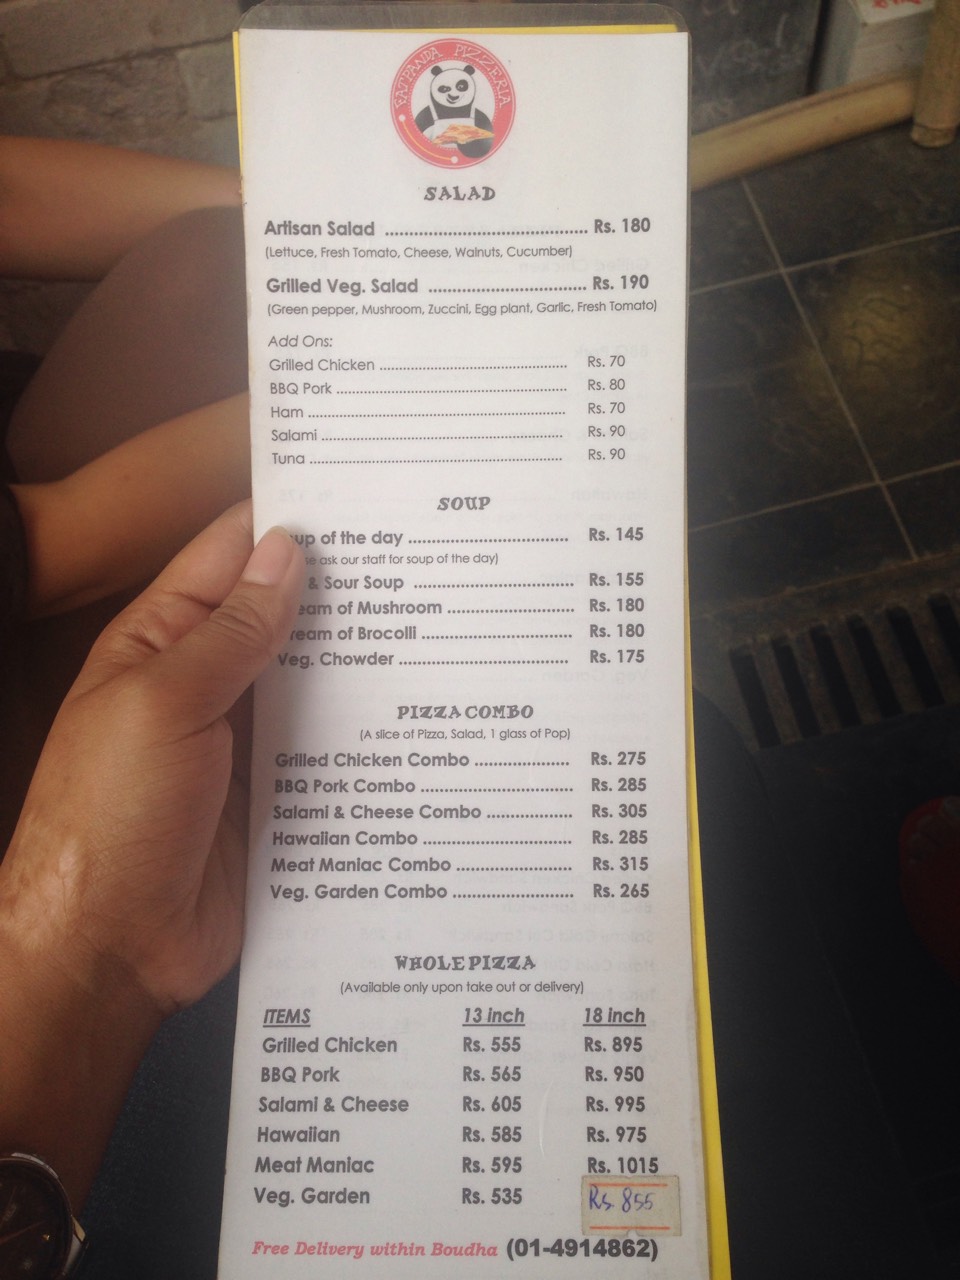 FATPANDA PIZZERIA
SALAD
Artisan Salad ........................................ Rs. 180
(Lettuce, Fresh Tomato, Cheese, Walnuts, Cucumber)
Grilled Veg. Salad ................................ Rs. 190
(Green pepper, Mushroom, Zuccini, Egg plant, Garlic, Fresh Tomato)
Add Ons:
Grilled Chicken .................................................. Rs. 70
BBQ Pork ............................................................. Rs. 80
Ham .................................................................... Rs. 70
Salami ................................................................ Rs. 90
Tuna ................................................................... Rs. 90
SOUP
up of the day ................................. Rs. 145
ask our staff for soup of the day)
& Sour Soup ................................. Rs. 155
eam of Mushroom .......................... Rs. 180
ream of Brocolli ............................... Rs. 180
Veg. Chowder ................................... Rs. 175
PIZZA COMBO
(A slice of Pizza, Salad, 1 glass of Pop)
Grilled Chicken Combo ................... Rs. 275
BBQ Pork Combo .............................. Rs. 285
Salami & Cheese Combo ................. Rs. 305
Hawaiian Combo .............................. Rs. 285
Meat Maniac Combo ....................... Rs. 315
Veg. Garden Combo ........................ Rs. 265
WHOLE PIZZA
(Available only upon take out or delivery)
ITEMS 13 inch 18 inch
Grilled Chicken Rs. 555 Rs. 895
BBQ Pork Rs. 565 Rs. 950
Salami & Cheese Rs. 605 Rs. 995
Hawaiian Rs. 585 Rs. 975
Meat Maniac Rs. 595 Rs. 1015
Veg. Garden Rs. 535 Rs. 855
Free Delivery within Boudha (01-4914862)